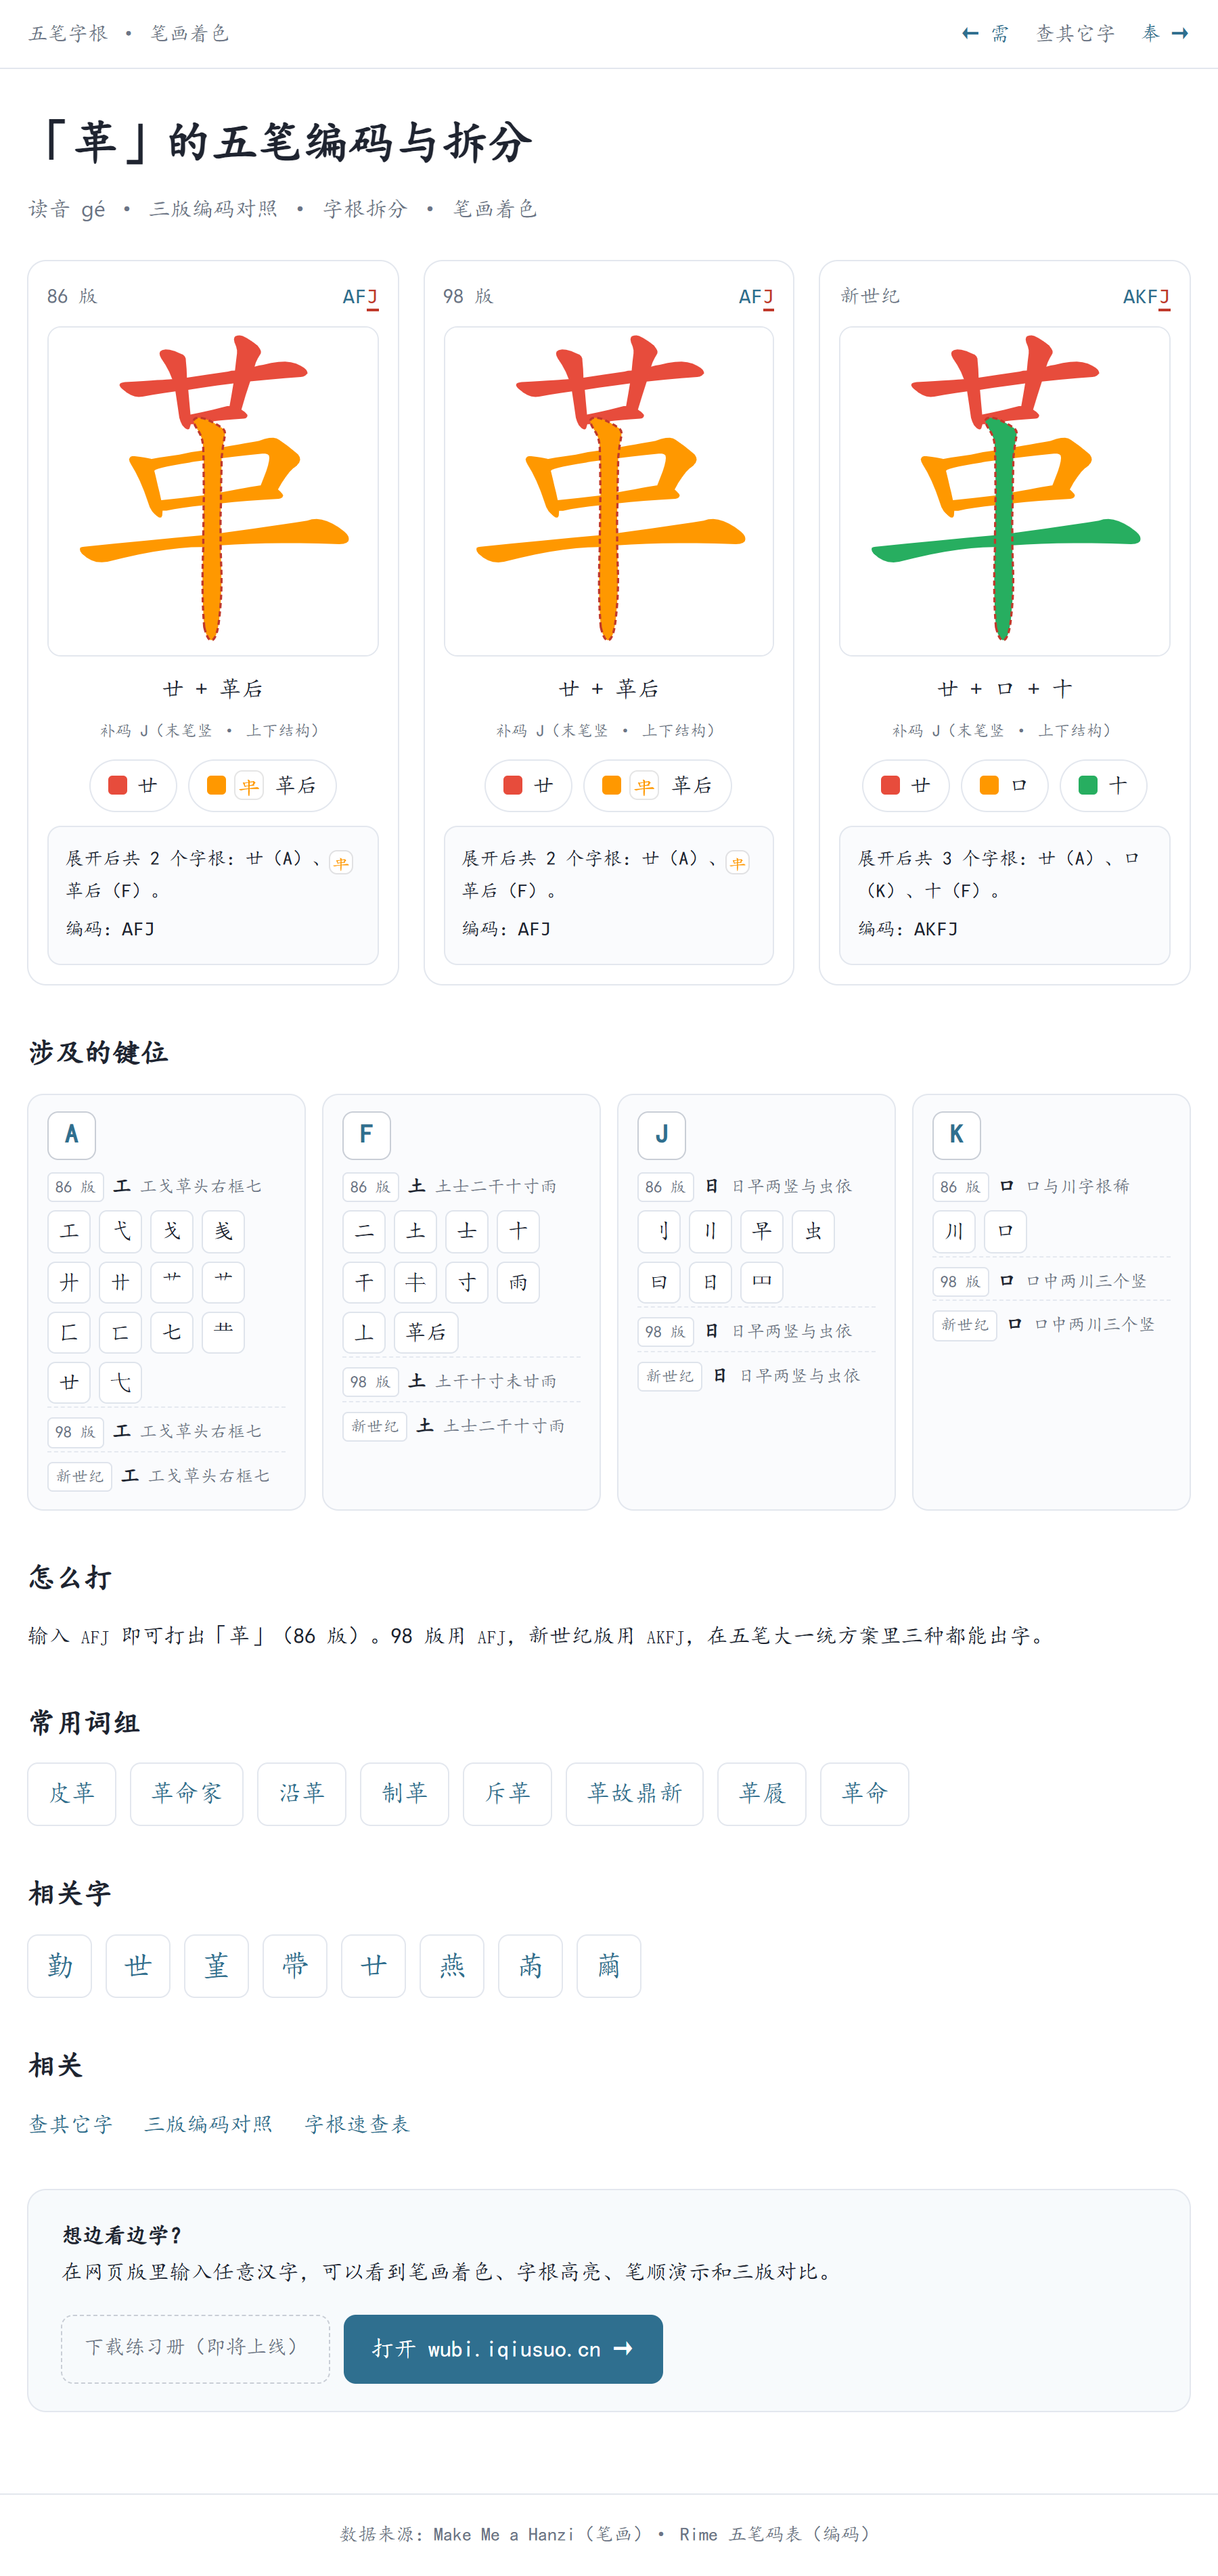 五笔字根 • 笔画着色
← 需 查其它字 奉 →
「革」的五笔编码与拆分
读音 gé • 三版编码对照 • 字根拆分 • 笔画着色
86 版 AFJ
革
廿 + 革后
补码 J（末笔竖 • 上下结构）
廿 革后
展开后共 2 个字根：廿（A）、
革后（F）。
编码：AFJ
98 版 AFJ
革
廿 + 革后
补码 J（末笔竖 • 上下结构）
廿 革后
展开后共 2 个字根：廿（A）、
革后（F）。
编码：AFJ
新世纪 AKFJ
革
廿 + 口 + 十
补码 J（末笔竖 • 上下结构）
廿 口 十
展开后共 3 个字根：廿（A）、口
（K）、十（F）。
编码：AKFJ
涉及的键位
A
86 版 工 工戈草头右框七
工 弋 戈 戋
廾 卄 艹
匚 匸 七 龷
廿
98 版 工 工戈草头右框七
新世纪 工 工戈草头右框七
F
86 版 土 土士二干十寸雨
二 土 士 十
干 寸 雨
革后
98 版 土 土干十寸未甘雨
新世纪 土 土士二干十寸雨
J
86 版 日 日早两竖与虫依
刂 早 虫
曰 日
98 版 日 日早两竖与虫依
新世纪 日 日早两竖与虫依
K
86 版 口 口与川字根稀
川 口
98 版 口 口中两川三个竖
新世纪 口 口中两川三个竖
怎么打
输入 AFJ 即可打出「革」（86 版）。98 版用 AFJ，新世纪版用 AKFJ，在五笔大一统方案里三种都能出字。
常用词组
皮革 革命家 沿革 制革 斥革 革故鼎新 革履 革命
相关字
勤 世 堇 帶 廿 燕 苪 繭
相关
查其它字 三版编码对照 字根速查表
想边看边学？
在网页版里输入任意汉字，可以看到笔画着色、字根高亮、笔顺演示和三版对比。
下载练习册（即将上线） 打开 wubi.iqiusuo.cn →
数据来源：Make Me a Hanzi（笔画）• Rime 五笔码表（编码）